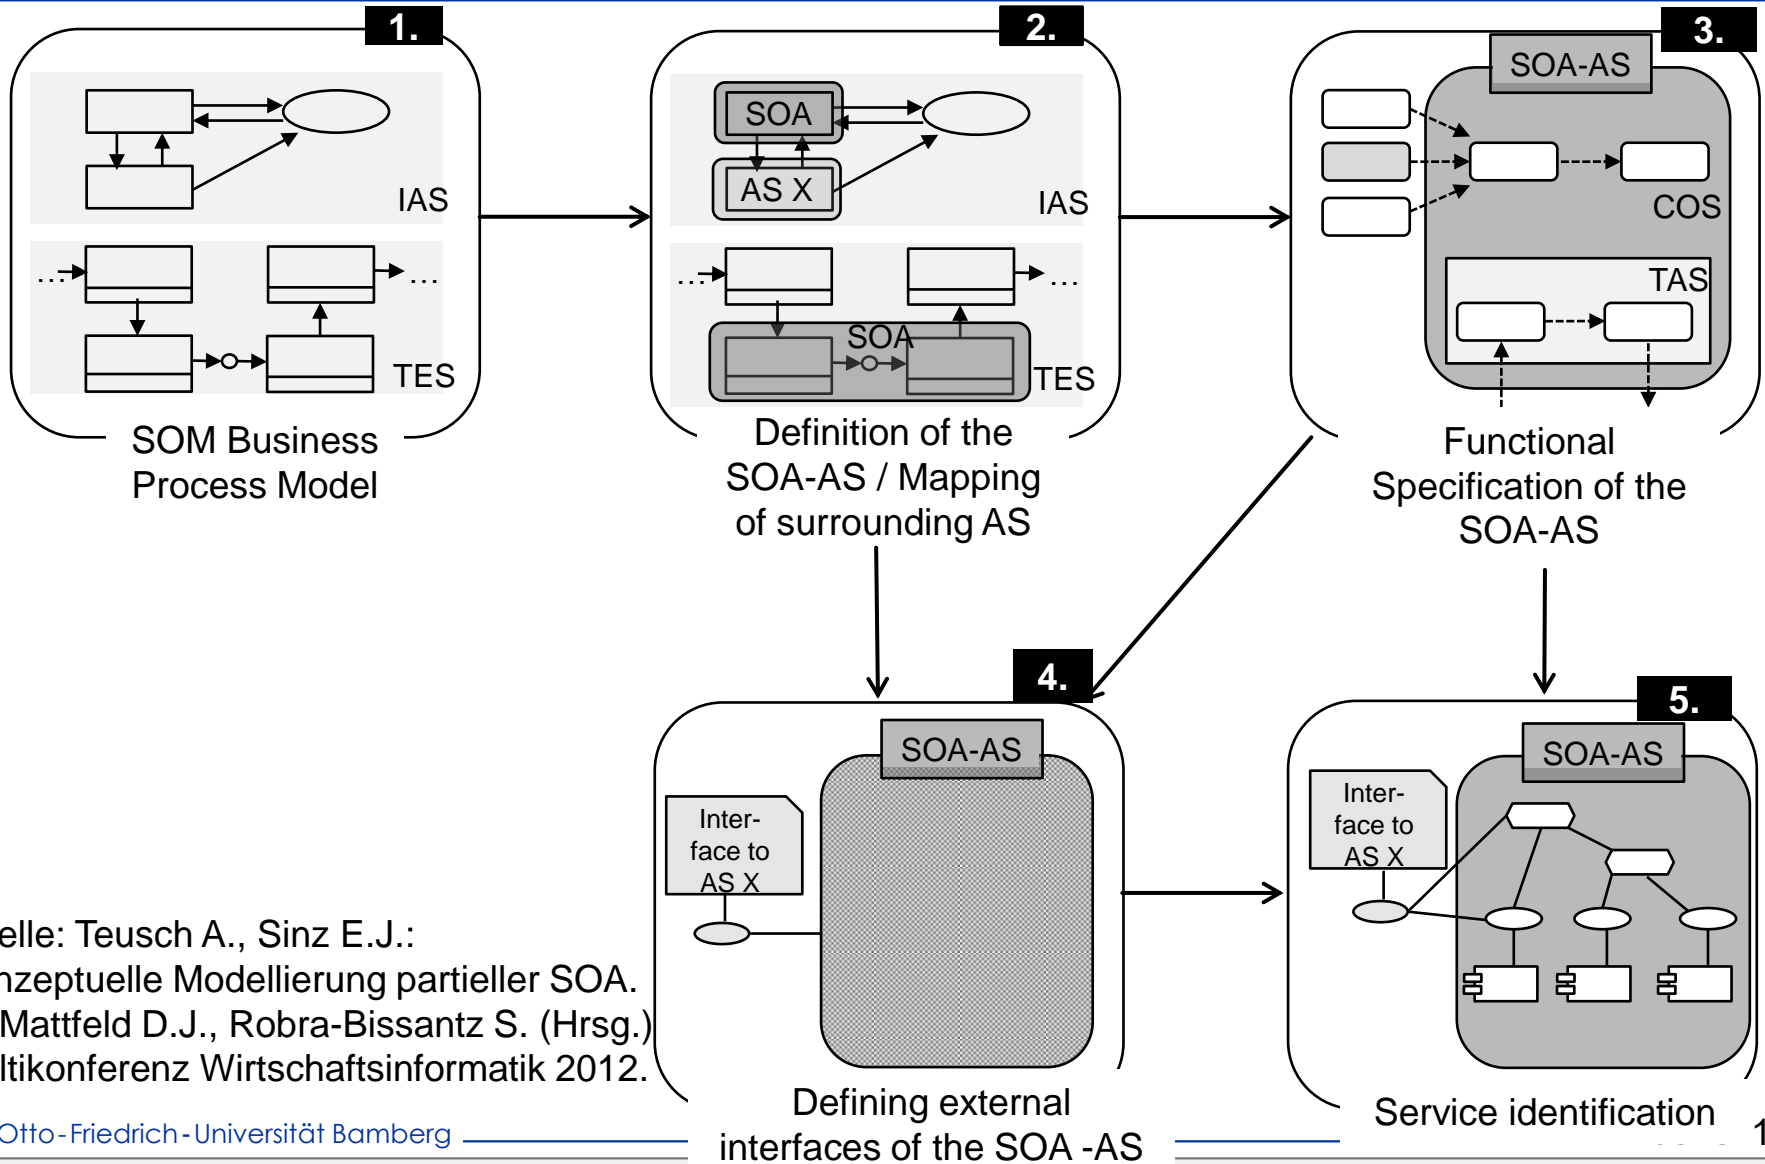 1.
IAS
...
...
TES
SOM Business
Process Model
2.
SOA
AS X
IAS
...
...
SOA
TES
Definition of the
SOA-AS / Mapping
of surrounding AS
3.
SOA-AS
COS
TAS
Functional
Specification of the
SOA-AS
4.
SOA-AS
Inter-
face to
AS X
Defining external
interfaces of the SOA -AS
5.
SOA-AS
Inter-
face to
AS X
Service identification
elle: Teusch A., Sinz E.J.:
nzeptuelle Modellierung partieller SOA.
Mattfeld D.J., Robra-Bissantz S. (Hrsg.)
ltikonferenz Wirtschaftsinformatik 2012.
Otto-Friedrich-Universität Bamberg
1